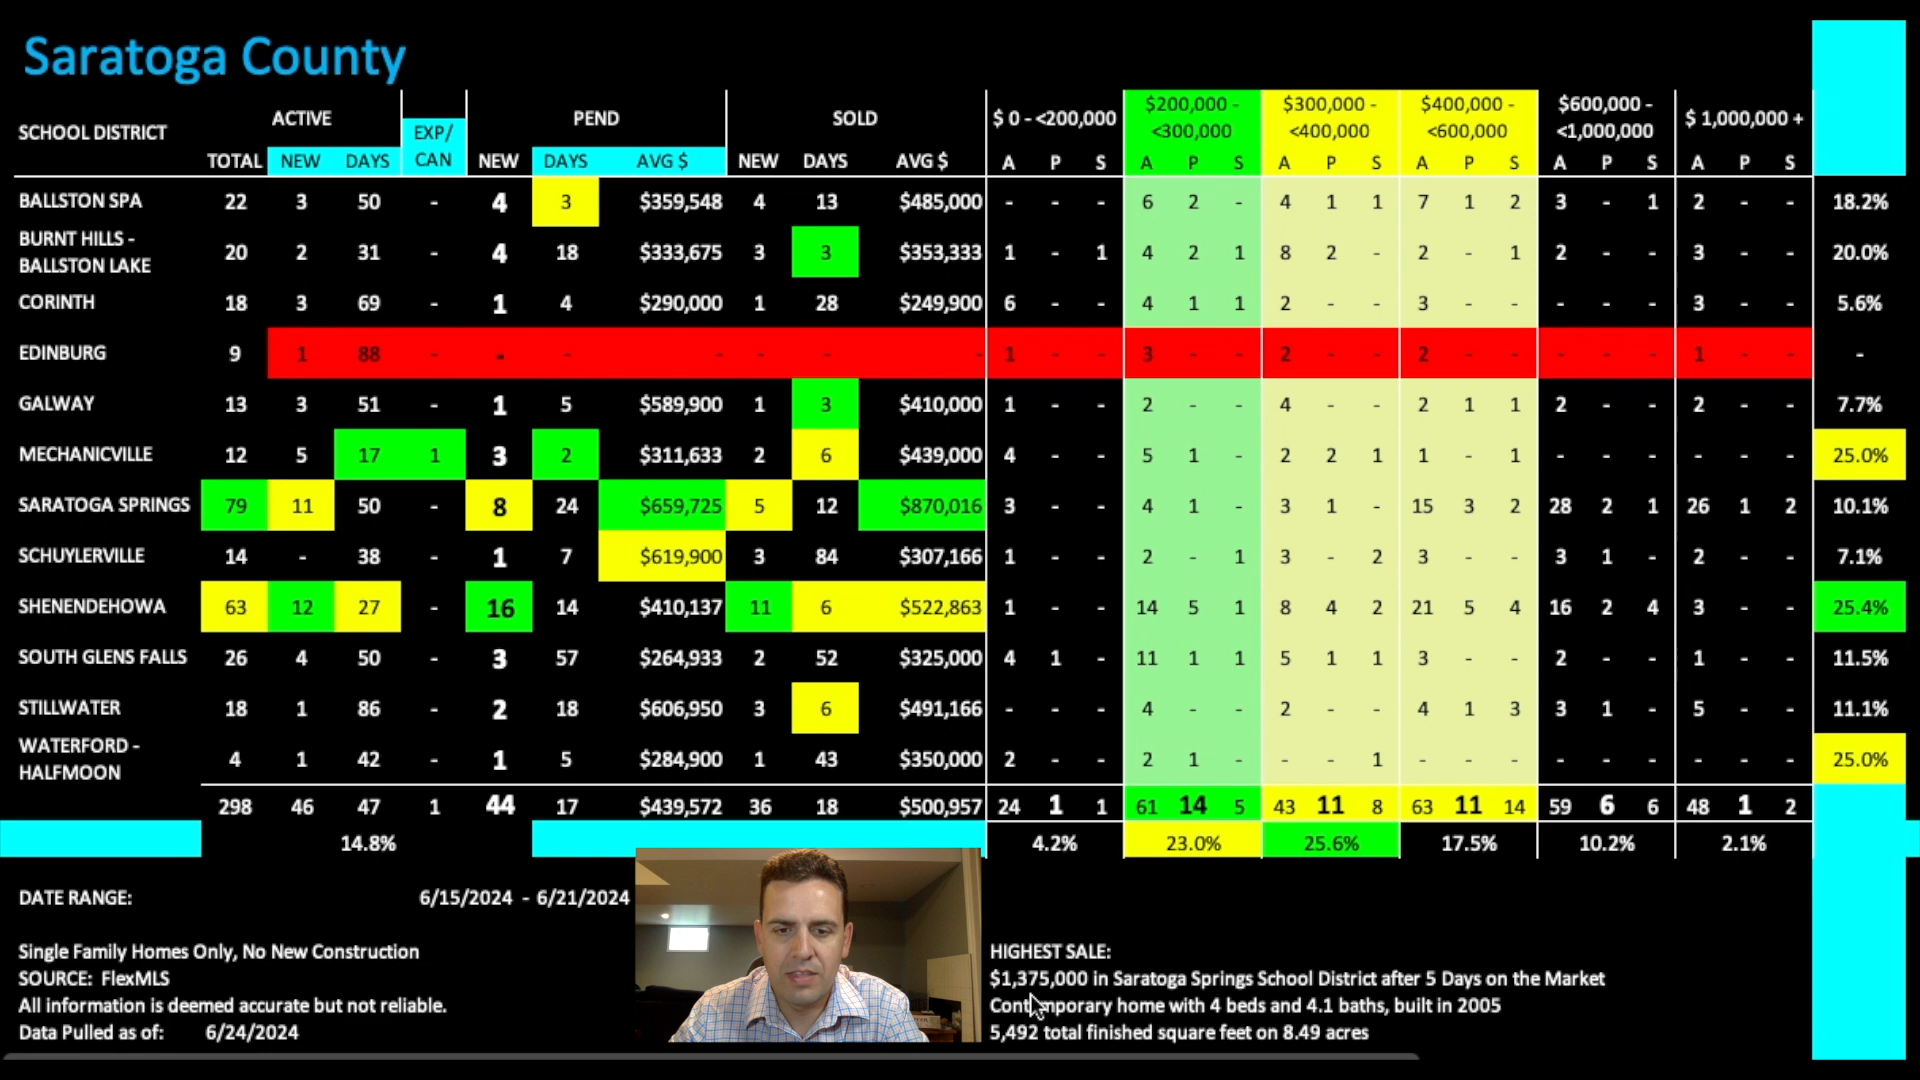 Saratoga County
SCHOOL DISTRICT ACTIVE EXP/ CAN PEND SOLD $ 0 - <200,000 $200,000 - <300,000 $300,000 - <400,000 $400,000 - <600,000 $600,000 - <1,000,000 $ 1,000,000 +
TOTAL NEW DAYS NEW DAYS AVG $ NEW DAYS AVG $ A P S A P S A P S A P S A P S A P S
BALLSTON SPA 22 3 50 - 4 3 $359,548 4 13 $485,000 - - - 6 2 - 4 1 1 7 1 2 3 - 1 2 - - 18.2%
BURNT HILLS - BALLSTON LAKE 20 2 31 - 4 18 $333,675 3 3 $353,333 1 - 1 4 2 1 8 2 - 2 - 1 2 - - 3 - - 20.0%
CORINTH 18 3 69 - 1 4 $290,000 1 28 $249,900 6 - - 4 1 1 2 - - 3 - - - - - 3 - - 5.6%
EDINBURG 9 1 88 - - - - - - - 1 - - 3 - - 2 - - 2 - - - - - 1 - - -
GALWAY 13 3 51 - 1 5 $589,900 1 3 $410,000 1 - - 2 - - 4 - - 2 1 1 2 - - 2 - - 7.7%
MECHANICVILLE 12 5 17 1 3 2 $311,633 2 6 $439,000 4 - - 5 1 - 2 2 1 1 - 1 - - - - - - 25.0%
SARATOGA SPRINGS 79 11 50 - 8 24 $659,725 5 12 $870,016 3 - - 4 1 - 3 1 - 15 3 2 28 2 1 26 1 2 10.1%
SCHUYLERVILLE 14 - 38 - 1 7 $619,900 3 84 $307,166 1 - - 2 - 1 3 - 2 3 - - 3 1 - 2 - - 7.1%
SHENENDEHOWA 63 12 27 - 16 14 $410,137 11 6 $522,863 1 - - 14 5 1 8 4 2 21 5 4 16 2 4 3 - - 25.4%
SOUTH GLENS FALLS 26 4 50 - 3 57 $264,933 2 52 $325,000 4 1 - 11 1 1 5 1 1 3 - - 2 - - 1 - - 11.5%
STILLWATER 18 1 86 - 2 18 $606,950 3 6 $491,166 - - - 4 - - 2 - - 4 1 3 3 1 - 5 - - 11.1%
WATERFORD - HALFMOON 4 1 42 - 1 5 $284,900 1 43 $350,000 2 - - 2 1 - - - 1 - - - - - - - - - 25.0%
298 46 47 1 44 17 $439,572 36 18 $500,957 24 1 1 61 14 5 43 11 8 63 11 14 59 6 6 48 1 2
14.8% 4.2% 23.0% 25.6% 17.5% 10.2% 2.1%
DATE RANGE: 6/15/2024 - 6/21/2024
Single Family Homes Only, No New Construction
SOURCE: FlexMLS
All information is deemed accurate but not reliable.
Data Pulled as of: 6/24/2024
HIGHEST SALE:
$1,375,000 in Saratoga Springs School District after 5 Days on the Market
Contemporary home with 4 beds and 4.1 baths, built in 2005
5,492 total finished square feet on 8.49 acres